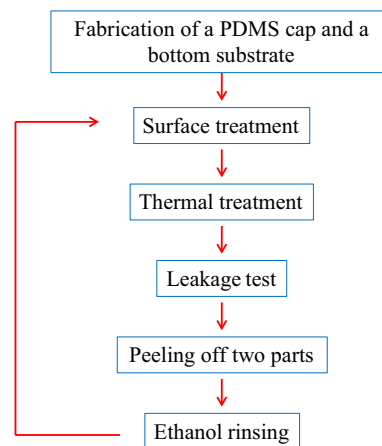 Fabrication of a PDMS cap and a
bottom substrate
Surface treatment
Thermal treatment
Leakage test
Peeling off two parts
Ethanol rinsing